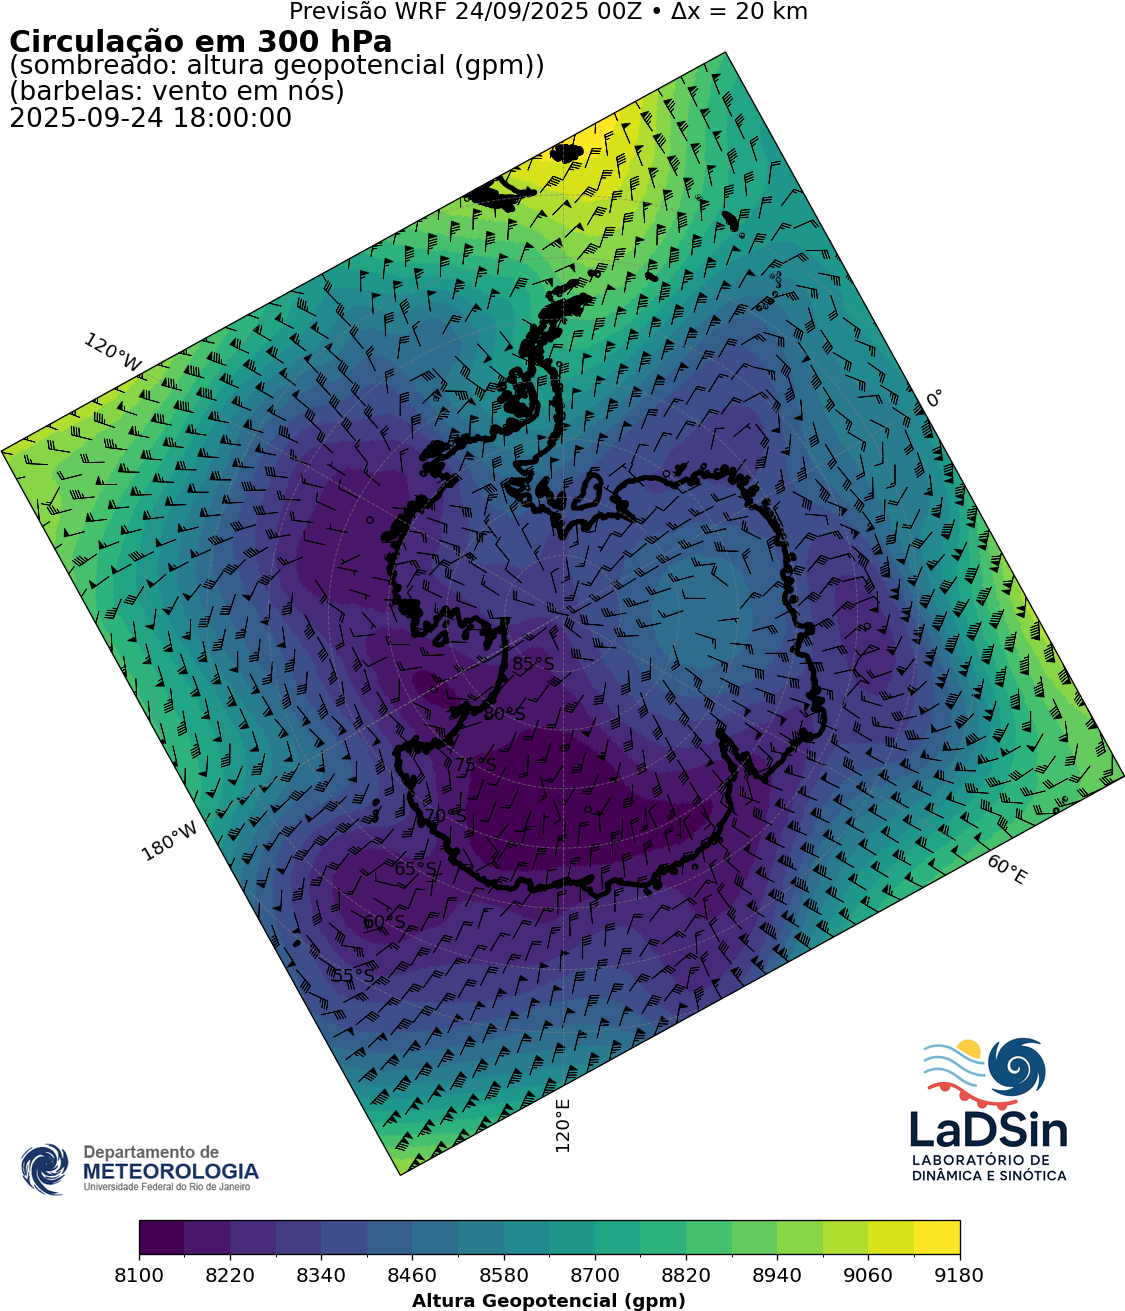 Previsão WRF 24/09/2025 00Z • Δx = 20 km
Circulação em 300 hPa
(sombreado: altura geopotencial (gpm))
(barbelas: vento em nós)
2025-09-24 18:00:00
120°W
0°
85°S
80°S
75°S
70°S
65°S
60°S
55°S
180°W
60°E
120°E
LaDSin
LABORATÓRIO DE
DINÂMICA E SINÓTICA
Departamento de
METEOROLOGIA
Universidade Federal do Rio de Janeiro
8100 8220 8340 8460 8580 8700 8820 8940 9060 9180
Altura Geopotencial (gpm)